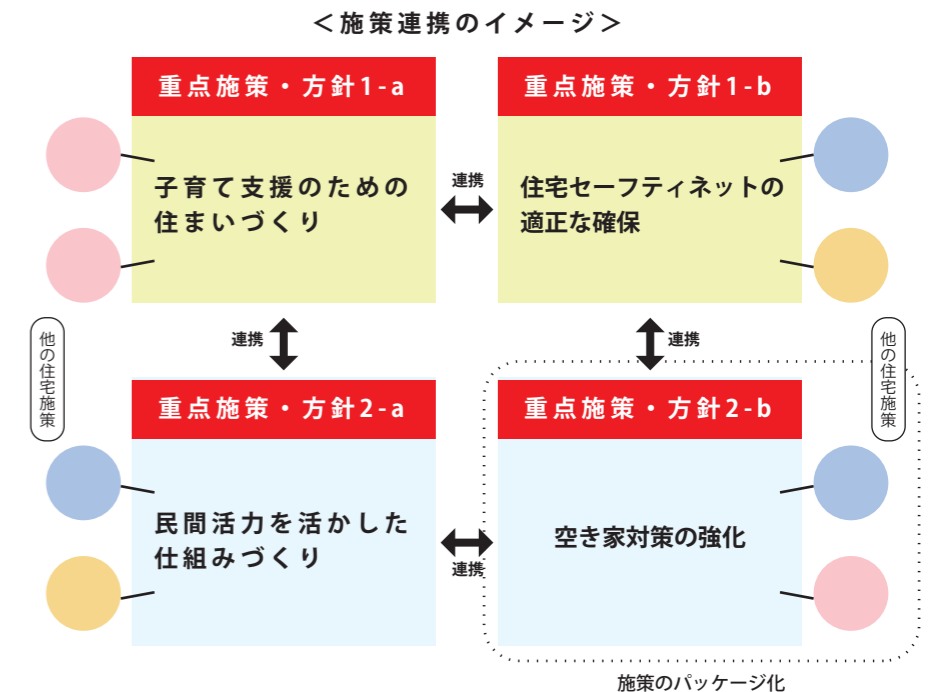 ＜施策連携のイメージ＞
重点施策・方針1-a
重点施策・方針1-b
子育て支援のための
住まいづくり
連携
住宅セーフティネットの
適正な確保
他の住宅施策
連携
連携
他の住宅施策
重点施策・方針2-a
重点施策・方針2-b
民間活力を活かした
仕組みづくり
連携
空き家対策の強化
施策のパッケージ化